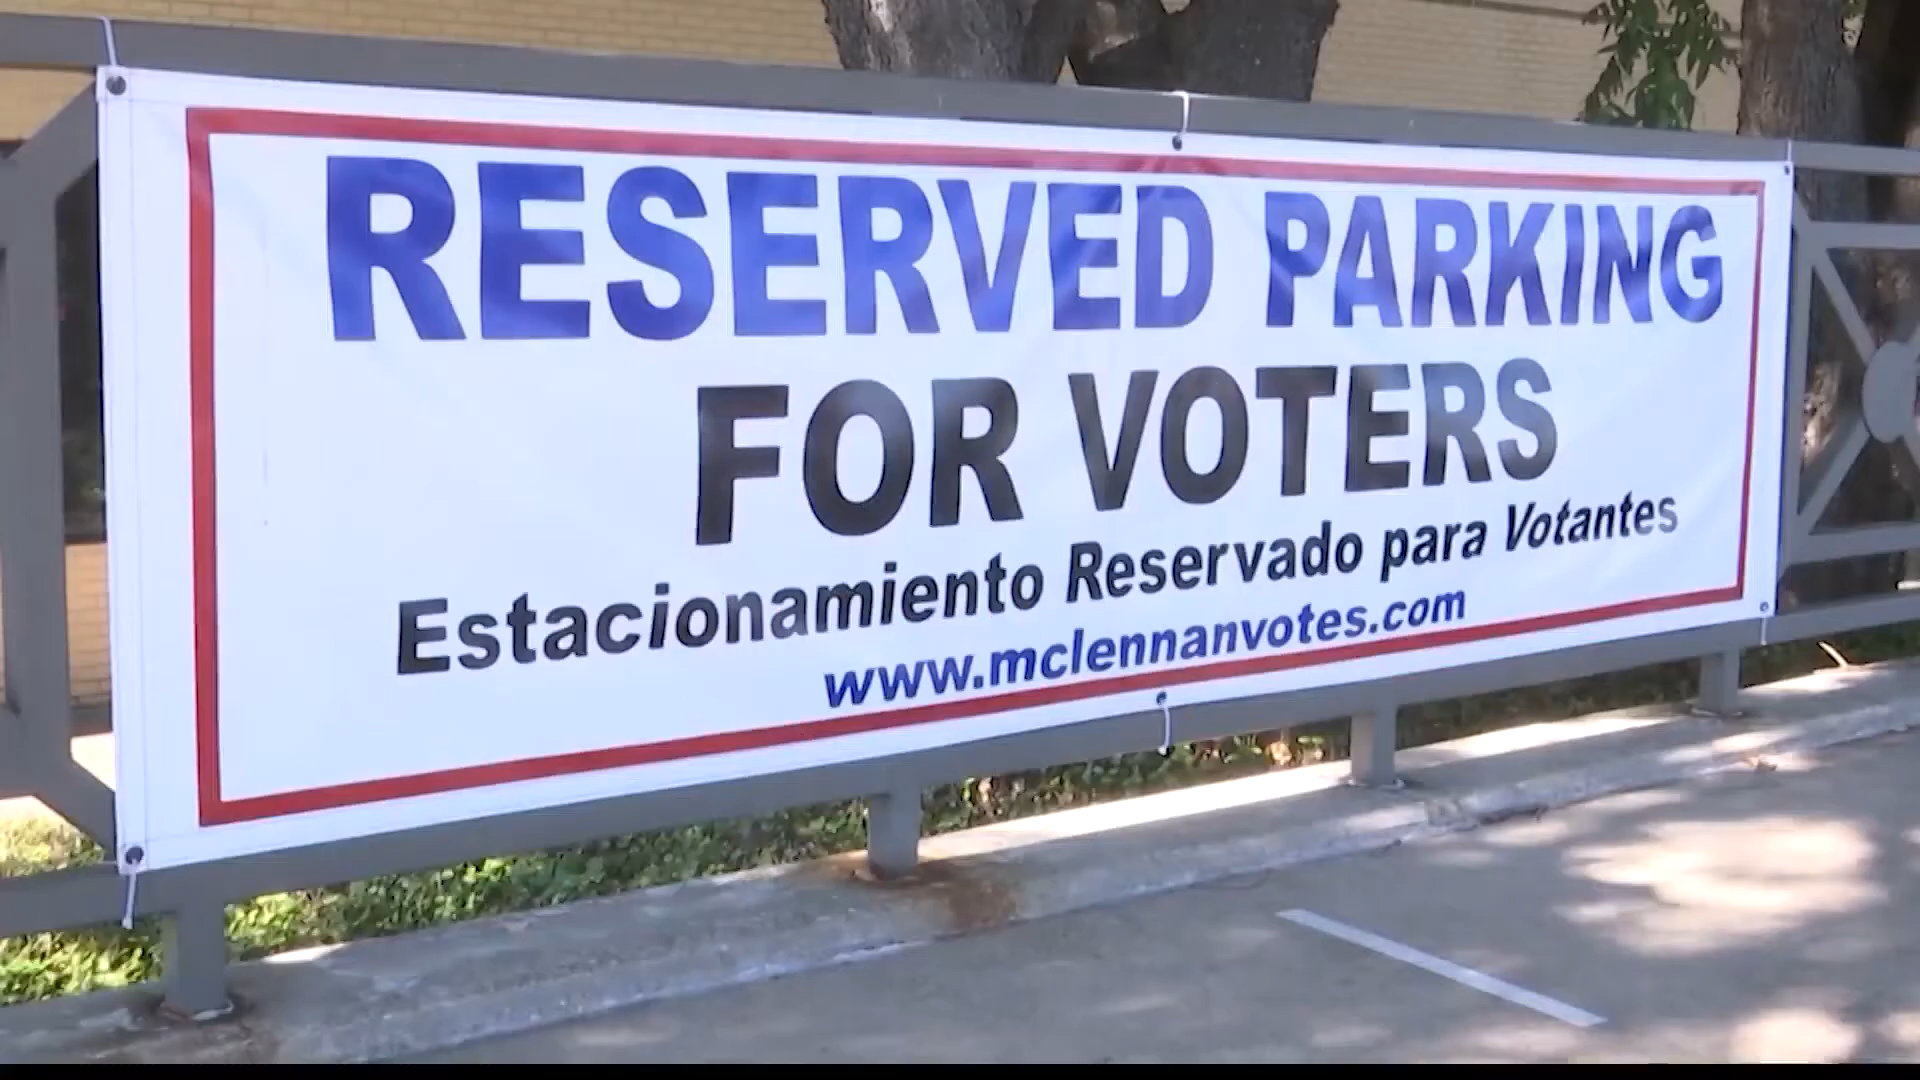 RESERVED PARKING
FOR VOTERS
Estacionamiento Reservado para Votantes
www.mclennanvotes.com